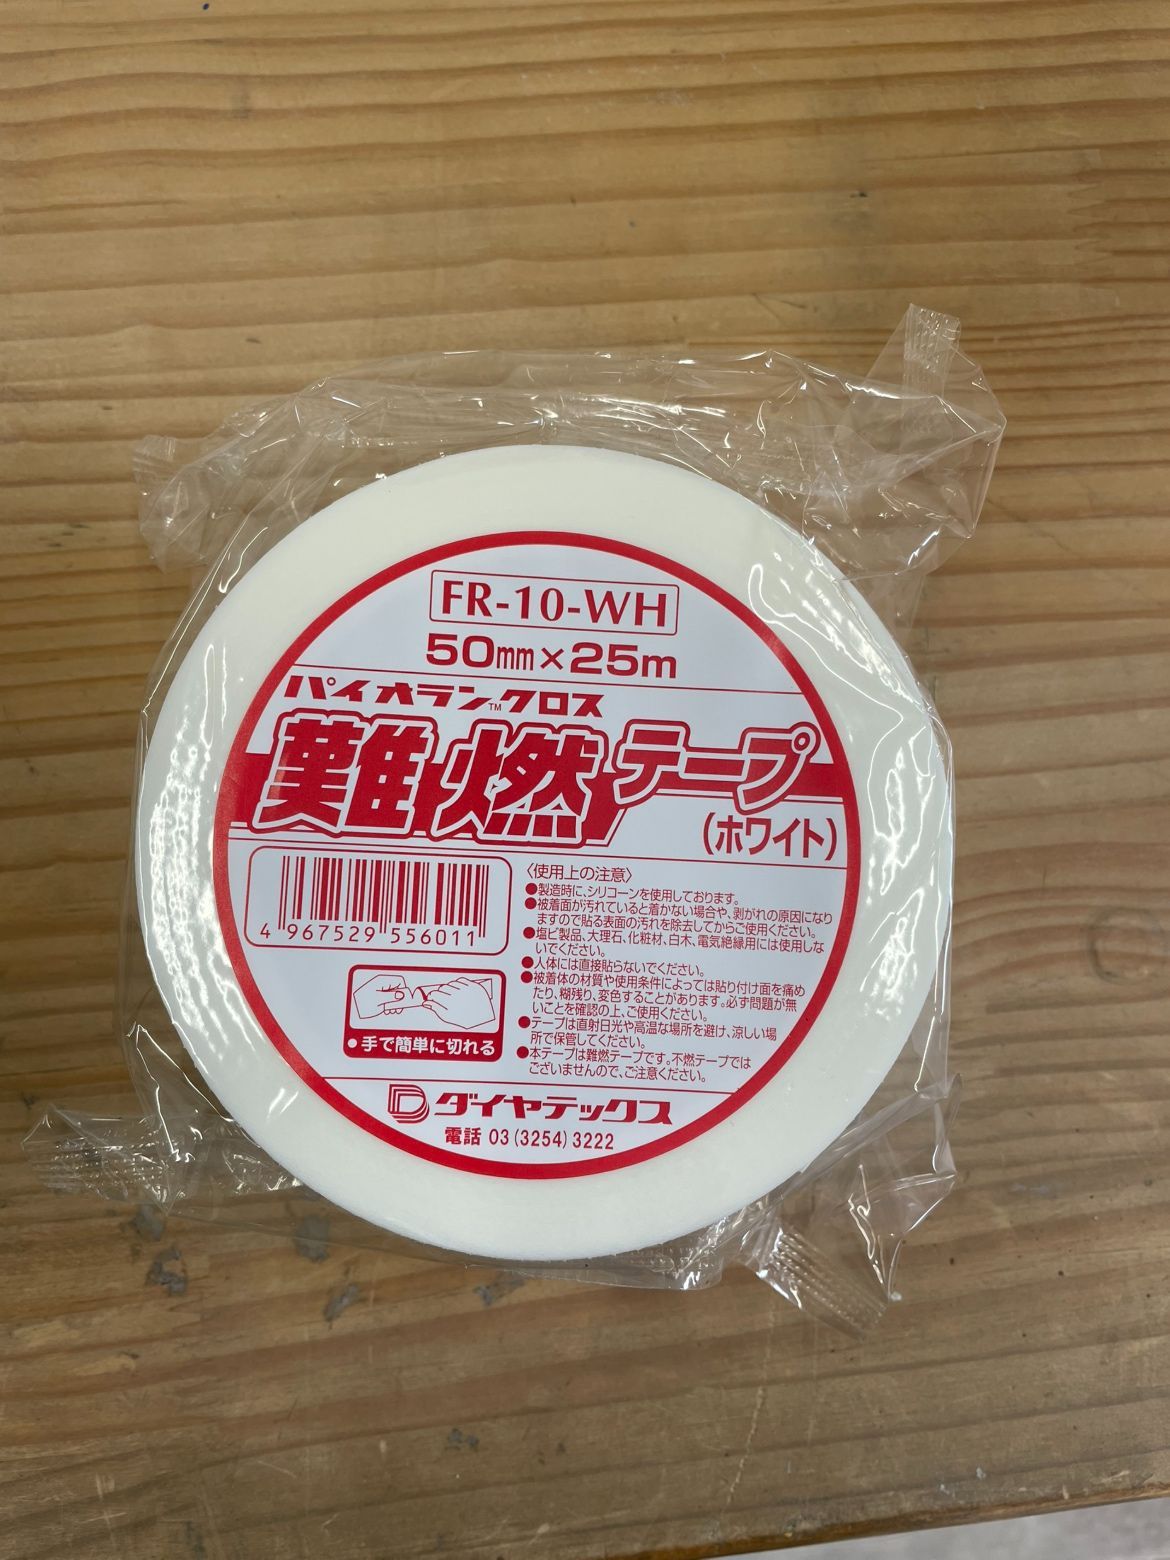 FR-10-WH
50mm×25m
パイオランクロス
TM
難燃テープ
(ホワイト)
4 967529 556011
〈使用上の注意〉
●製造時に、シリコーンを使用しております。
●被着面が汚れていると着かない場合や、剥がれの原因になり
ますので貼る表面の汚れを除去してからご使用ください。
●塩ビ製品、大理石、化粧材、白木、電気絶縁用には使用しな
いでください。
●人体には直接貼らないでください。
●被着体の材質や使用条件によっては貼り付け面を痛め
たり、糊残り、変色することがあります。必ず問題が無
いことを確認の上、ご使用ください。
●テープは直射日光や高温な場所を避け、涼しい場
所で保管してください。
●本テープは難燃テープです。不燃テープでは
ございませんので、ご注意ください。
●手で簡単に切れる
ダイヤテックス
電話 03(3254)3222